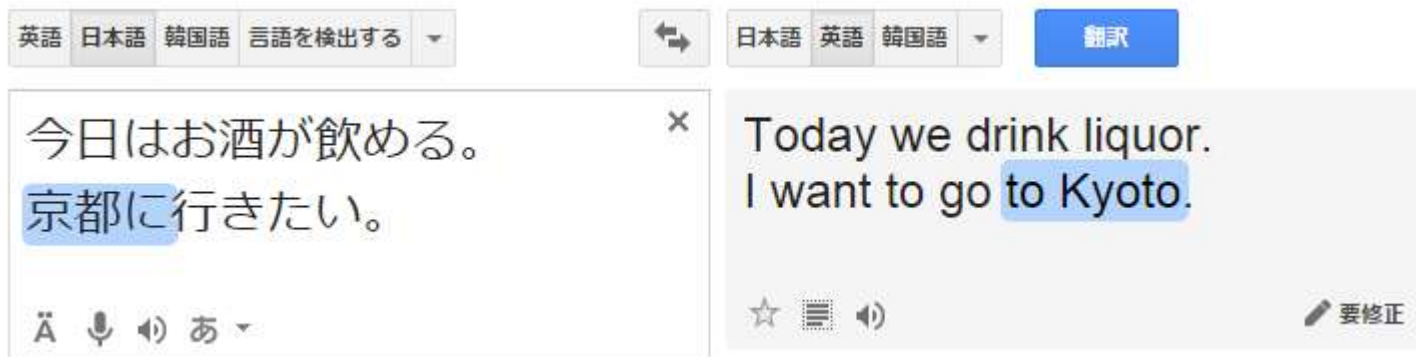 英語 日本語 韓国語 言語を検出する
日本語 英語 韓国語 翻訳
今日はお酒が飲める。
京都に行きたい。
Ä あ
Today we drink liquor.
I want to go to Kyoto.
要修正